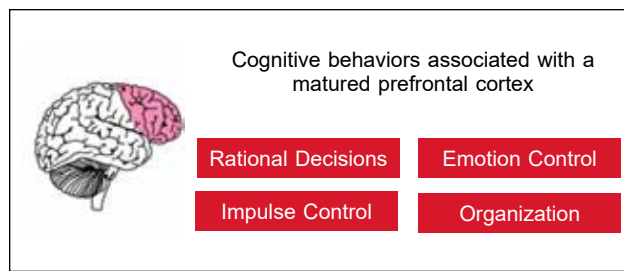 Cognitive behaviors associated with a
matured prefrontal cortex
Rational Decisions
Emotion Control
Impulse Control
Organization